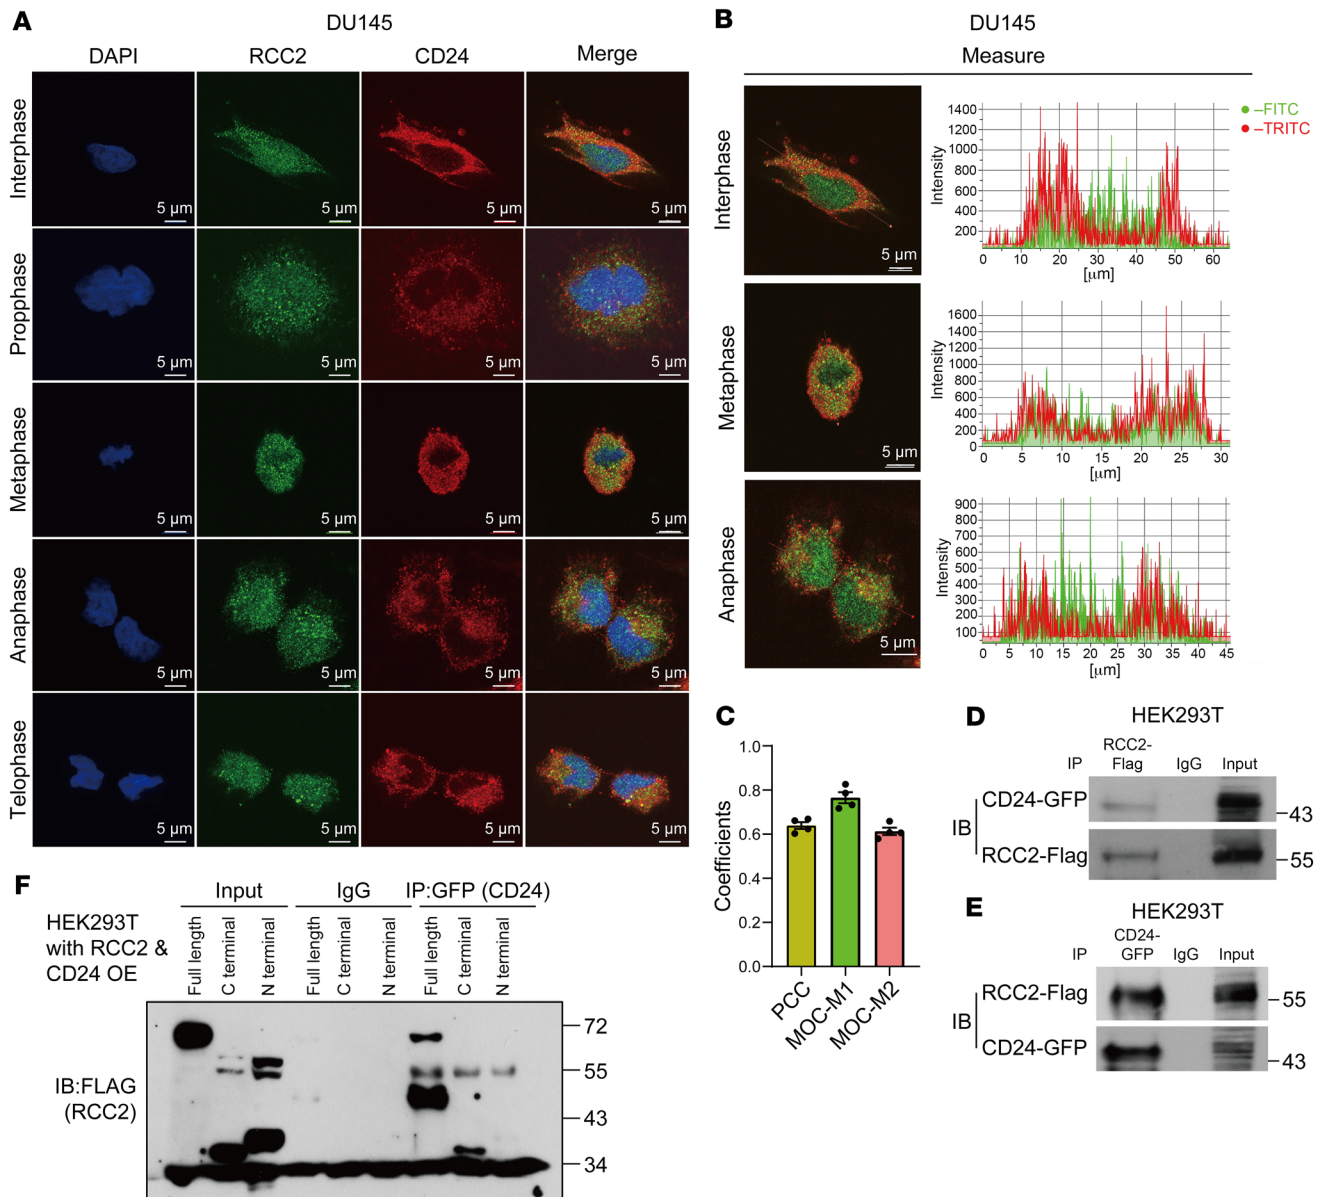 A
DU145
DAPI RCC2 CD24 Merge
Interphase
5 µm 5 µm 5 µm 5 µm
Propphase
5 µm 5 µm 5 µm 5 µm
Metaphase
5 µm 5 µm 5 µm 5 µm
Anaphase
5 µm 5 µm 5 µm 5 µm
Telophase
5 µm 5 µm 5 µm 5 µm
B
DU145
Measure
Interphase
5 µm
Intensity
1400
1200
1000
800
600
400
200
0 10 20 30 40 50 60
[µm]
–FITC
–TRITC
Metaphase
5 µm
Intensity
1600
1400
1200
1000
800
600
400
200
0
0 5 10 15 20 25 30
[µm]
Anaphase
5 µm
Intensity
900
800
700
600
500
400
300
200
100
0 5 10 15 20 25 30 35 40 45
[µm]
C
Coefficients
1.0
0.8
0.6
0.4
0.2
0.0
PCC MOC-M1 MOC-M2
D
HEK293T
IP RCC2-Flag IgG Input
IB
CD24-GFP
–43
RCC2-Flag
–55
E
HEK293T
IP CD24-GFP IgG Input
IB
RCC2-Flag
–55
CD24-GFP
–43
F
Input IgG IP:GFP (CD24)
HEK293T
with RCC2 &
CD24 OE
Full length C terminal N terminal Full length C terminal N terminal Full length C terminal N terminal
IB:FLAG
(RCC2)
72
55
43
34